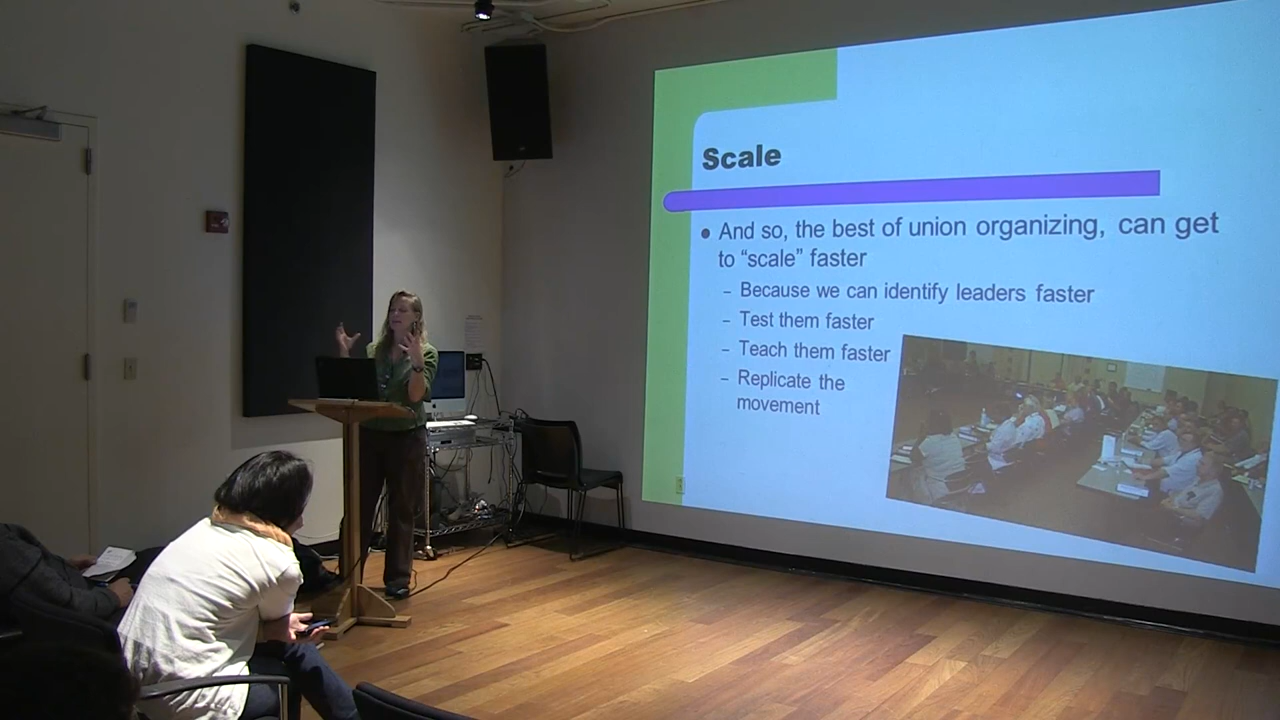 Scale
● And so, the best of union organizing, can get
to “scale” faster
– Because we can identify leaders faster
– Test them faster
– Teach them faster
– Replicate the
movement